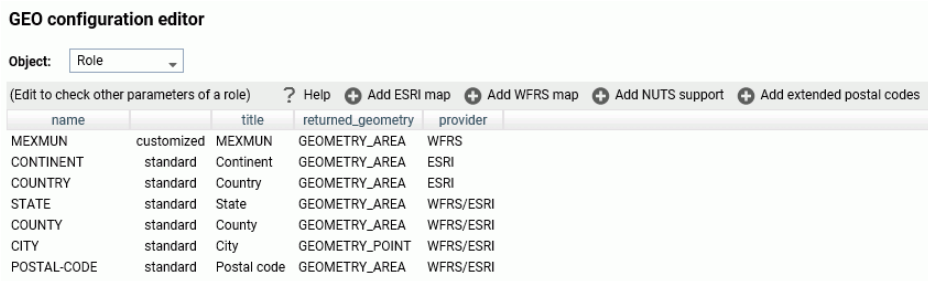 GEO configuration editor
Object: Role
(Edit to check other parameters of a role) ? Help Add ESRI map Add WFRS map Add NUTS support Add extended postal codes
name title returned_geometry provider
MEXMUN customized MEXMUN GEOMETRY_AREA WFRS
CONTINENT standard Continent GEOMETRY_AREA ESRI
COUNTRY standard Country GEOMETRY_AREA ESRI
STATE standard State GEOMETRY_AREA WFRS/ESRI
COUNTY standard County GEOMETRY_AREA WFRS/ESRI
CITY standard City GEOMETRY_POINT WFRS/ESRI
POSTAL-CODE standard Postal code GEOMETRY_AREA WFRS/ESRI